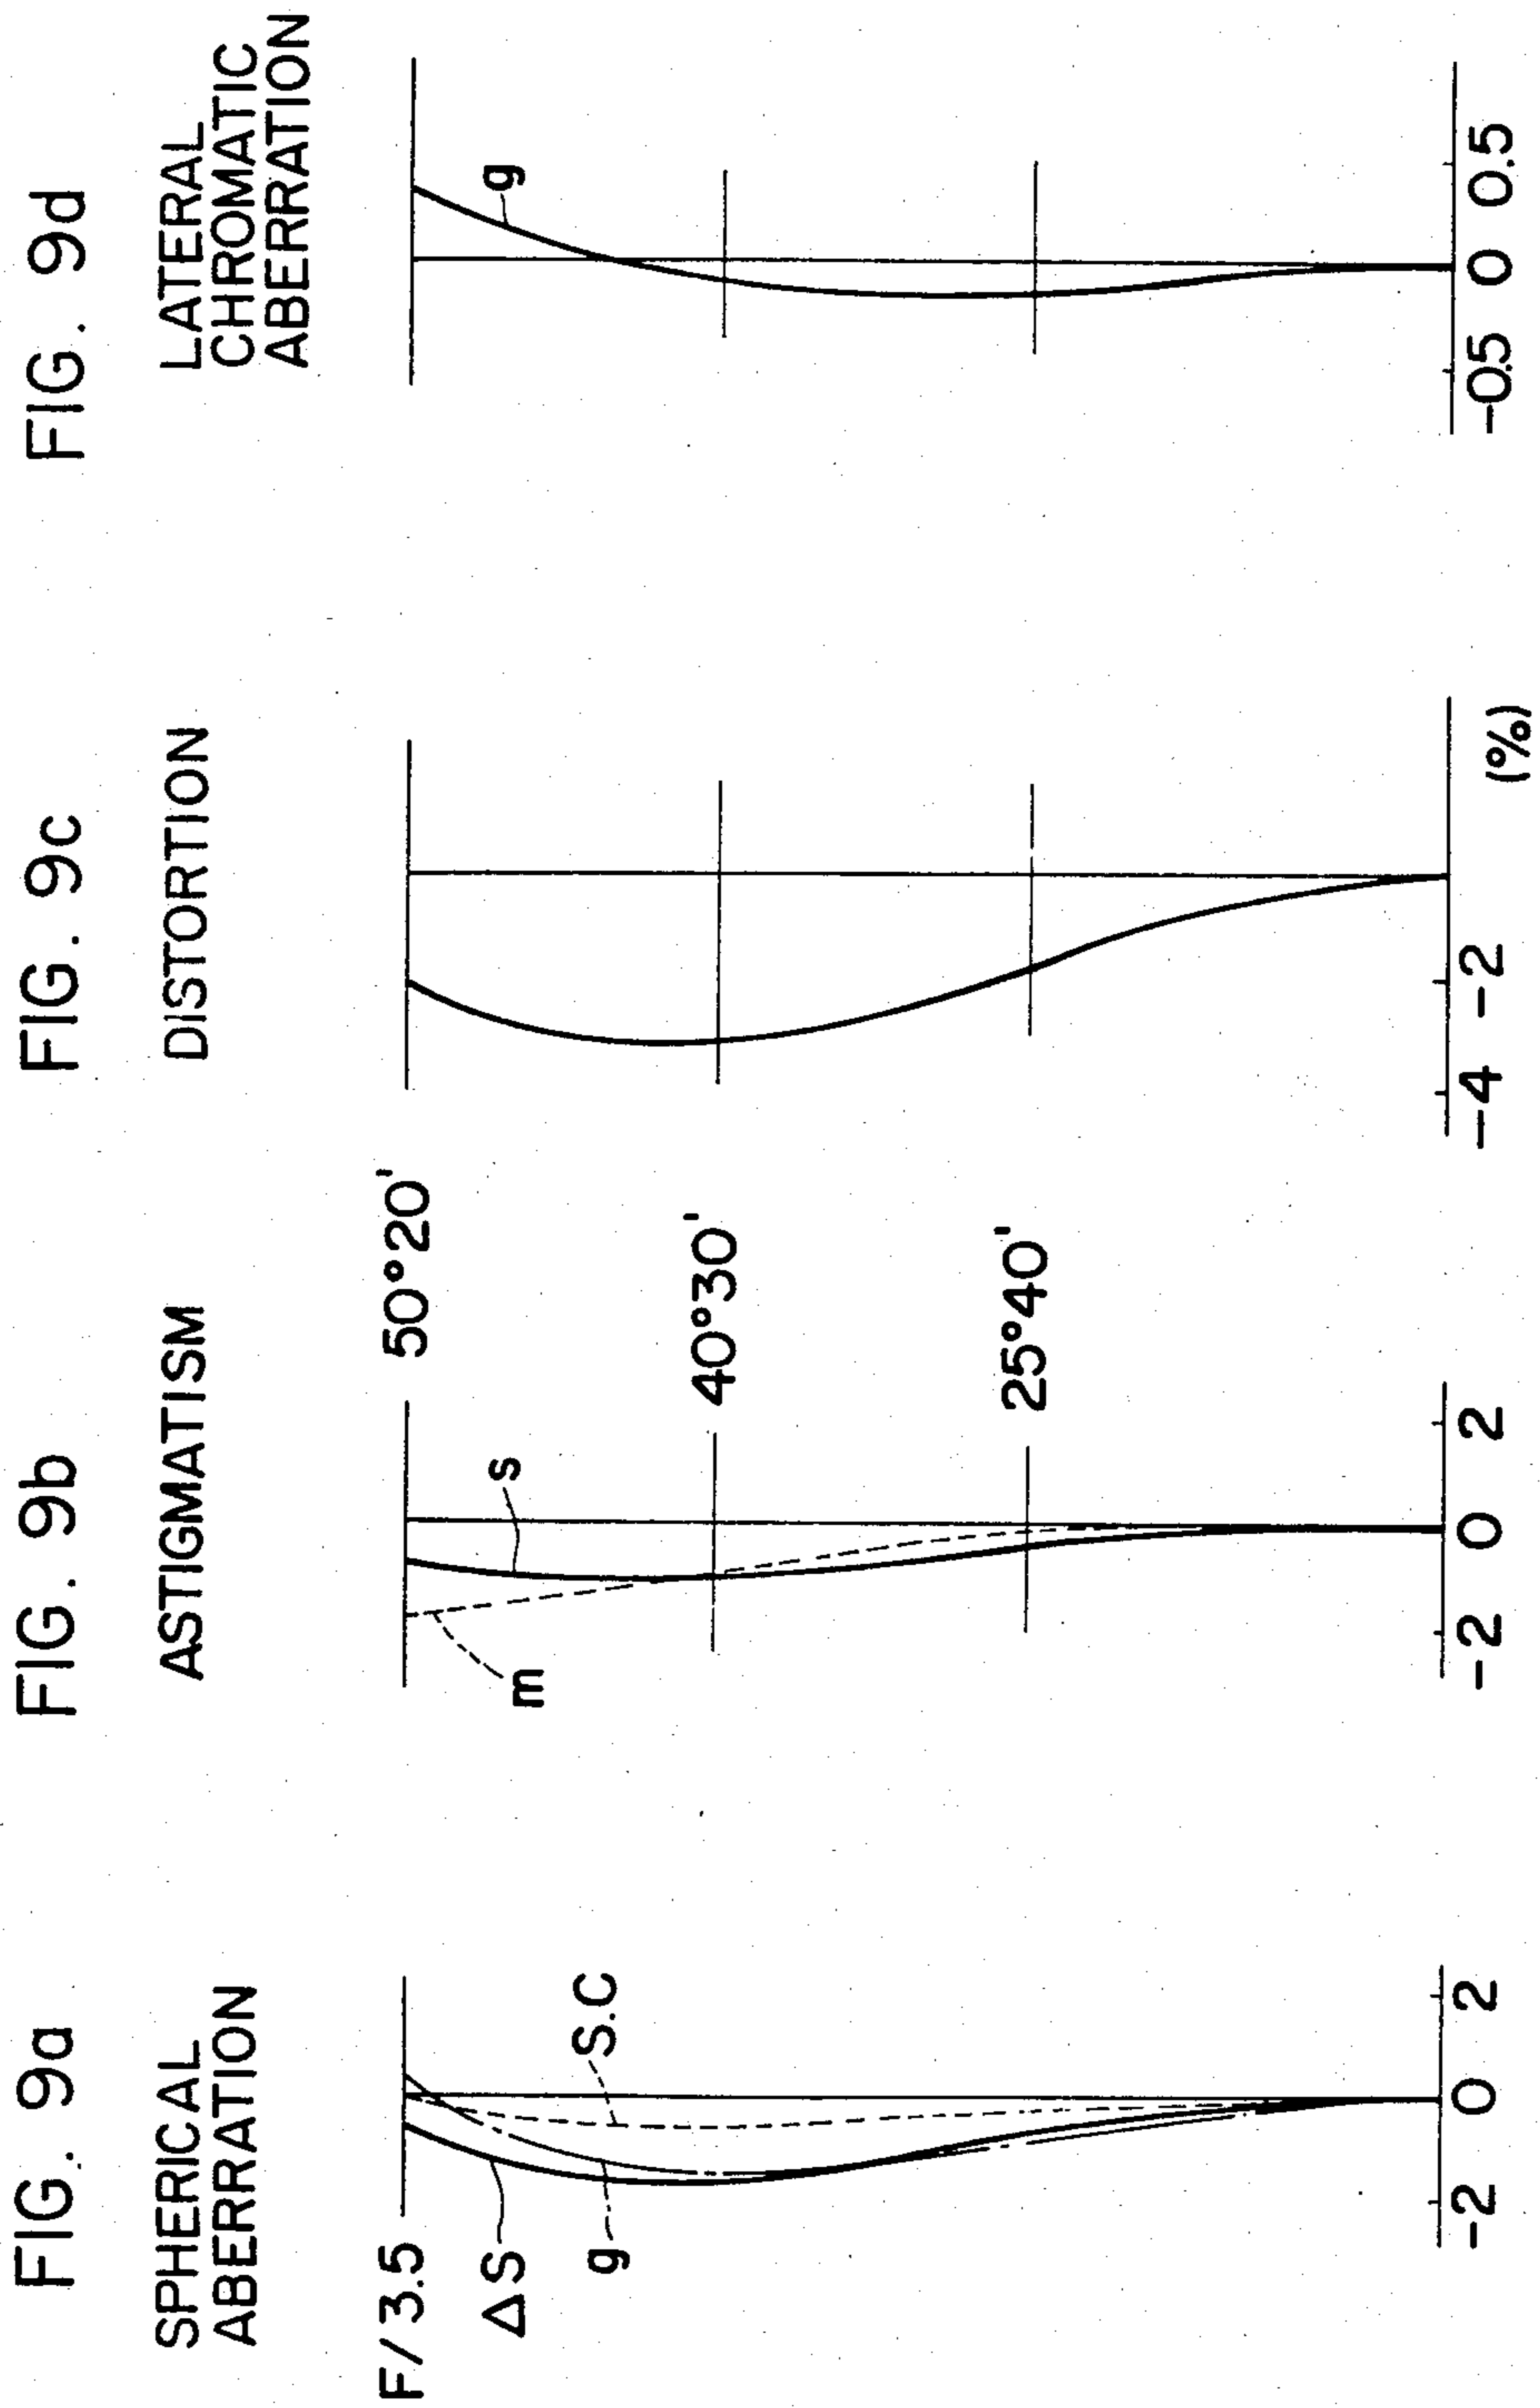 FIG. 9a
SPHERICAL
ABERRATION
F/3.5
ΔS
g
S.C
-2 0 2
FIG. 9b
ASTIGMATISM
50°20'
s
m
40°30'
25°40'
-2 0 2
FIG. 9c
DISTORTION
-4 -2
(%)
FIG. 9d
LATERAL
CHROMATIC
ABERRATION
g
-0.5 0 0.5